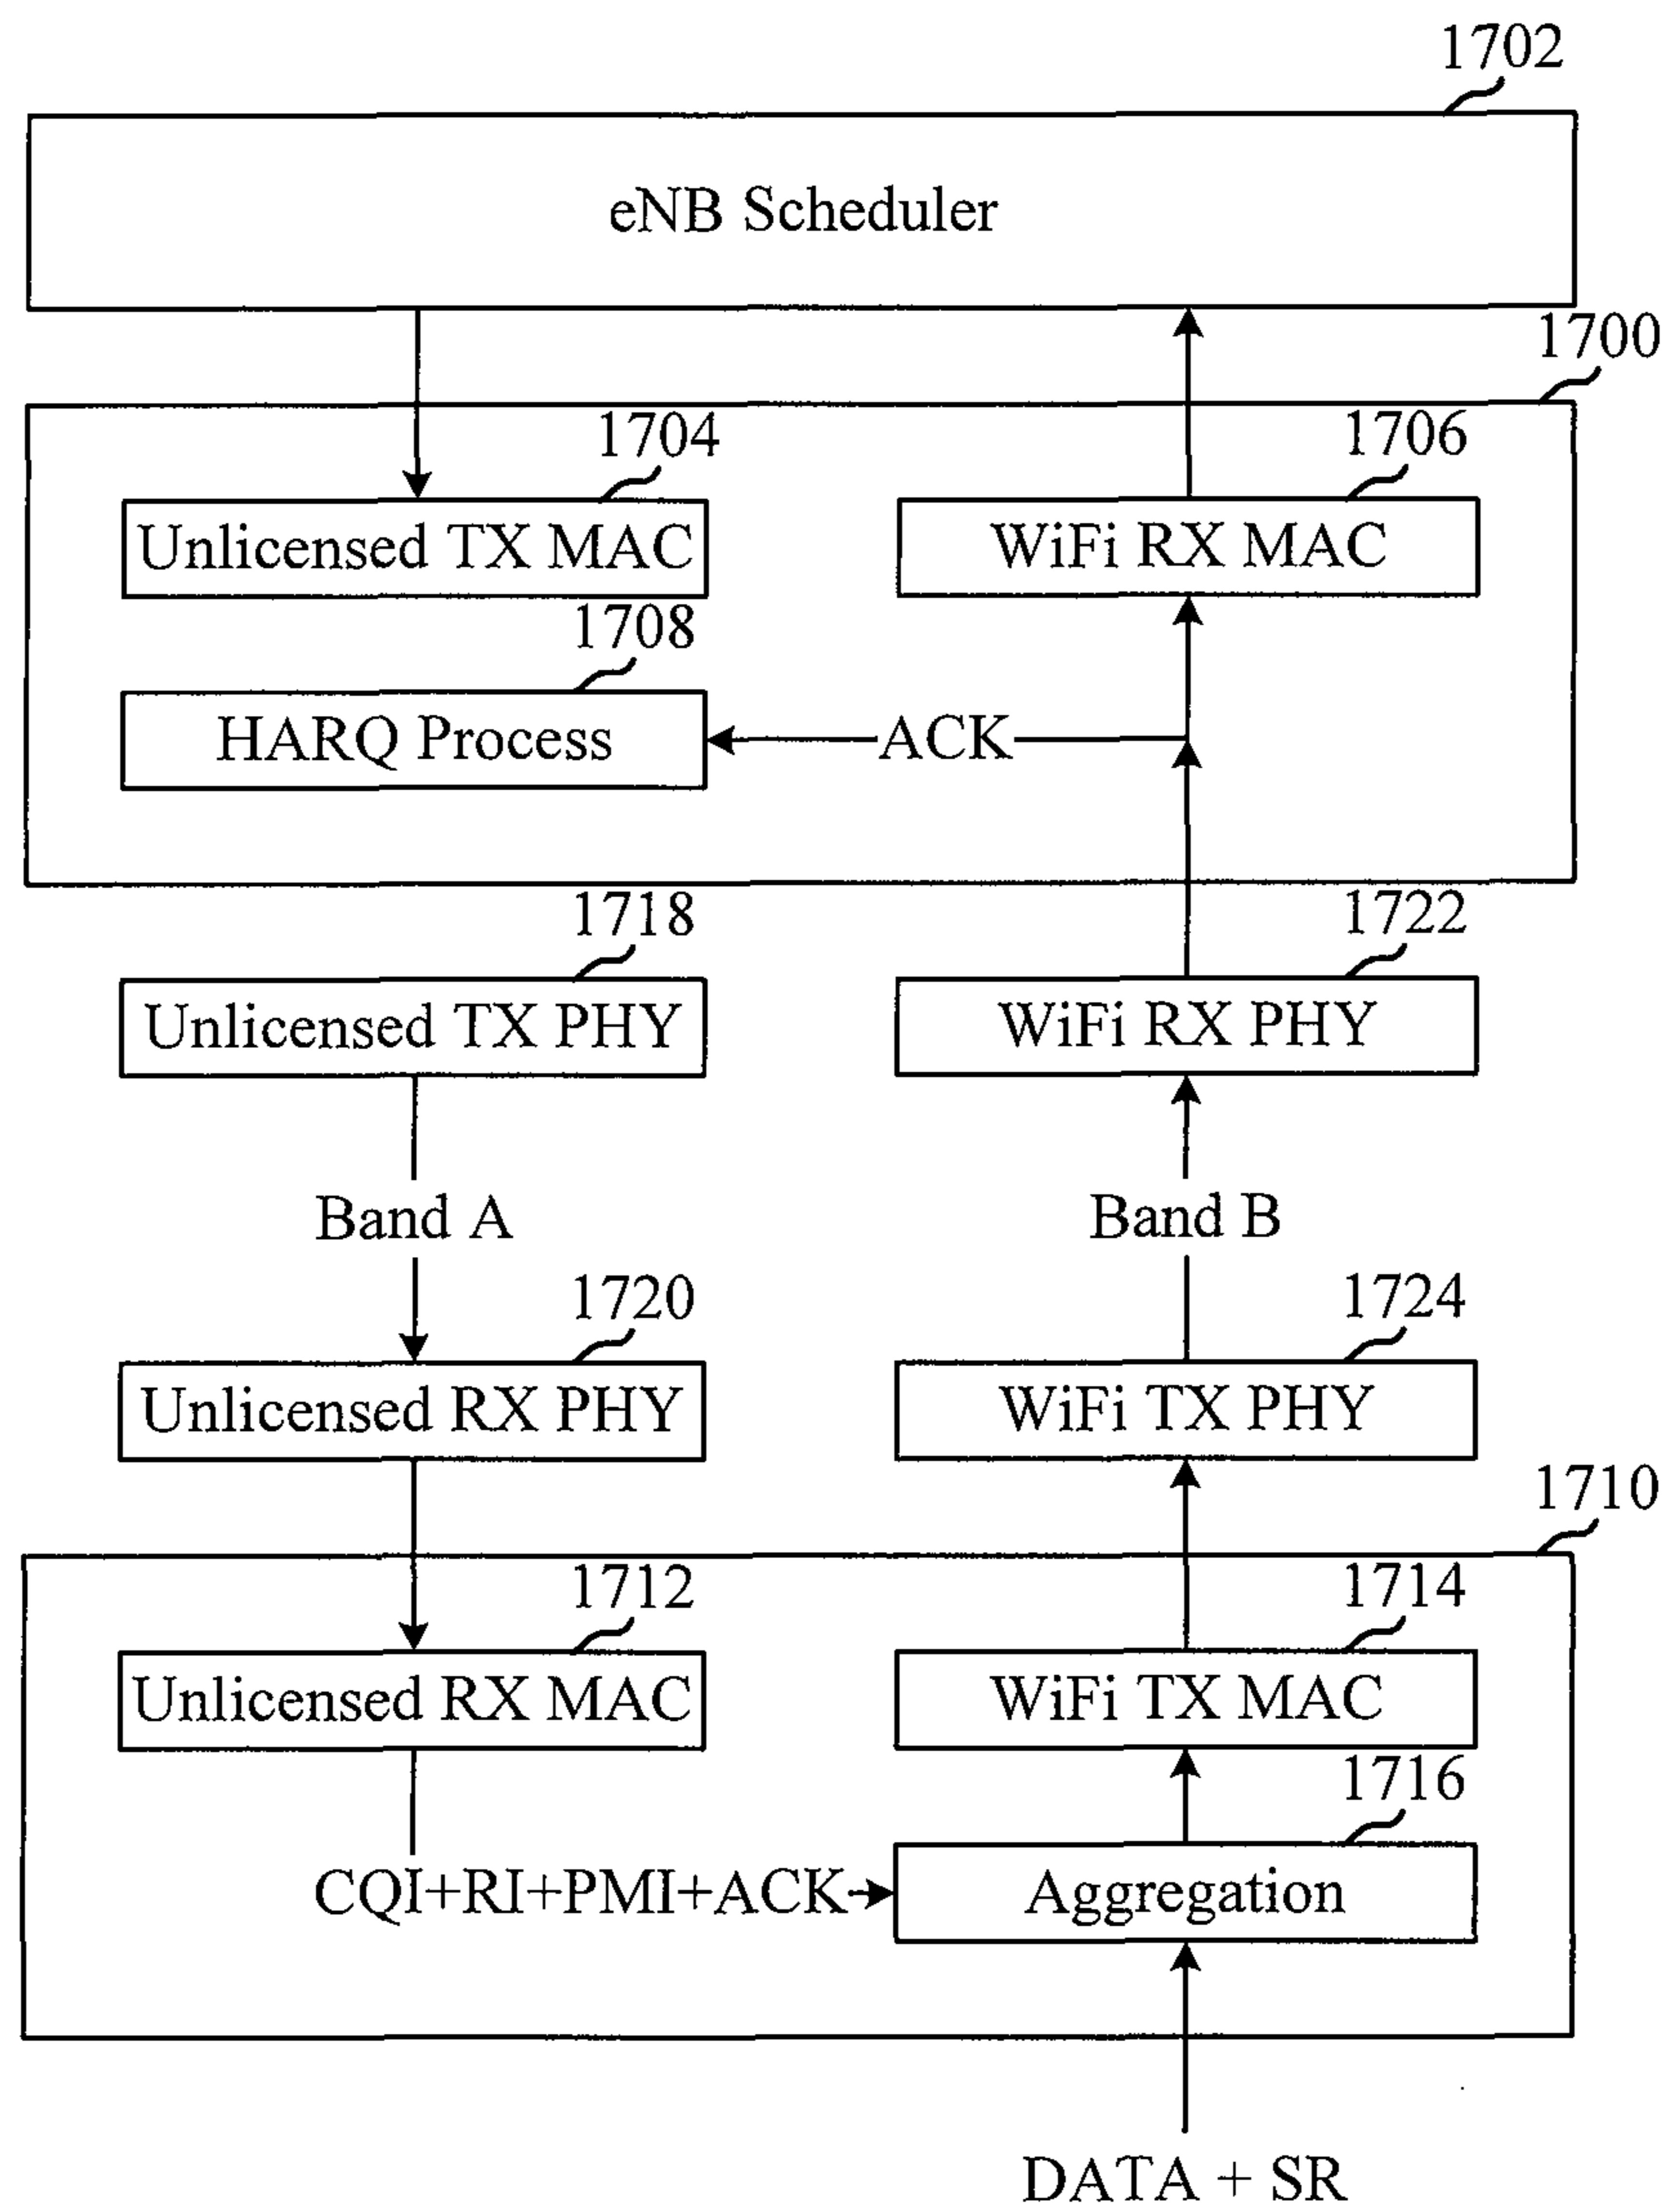 1702
eNB Scheduler
1700
1704
1706
Unlicensed TX MAC
WiFi RX MAC
1708
HARQ Process
ACK
1718
1722
Unlicensed TX PHY
WiFi RX PHY
Band A
Band B
1720
1724
Unlicensed RX PHY
WiFi TX PHY
1710
1712
1714
Unlicensed RX MAC
WiFi TX MAC
1716
CQI+RI+PMI+ACK
Aggregation
DATA + SR